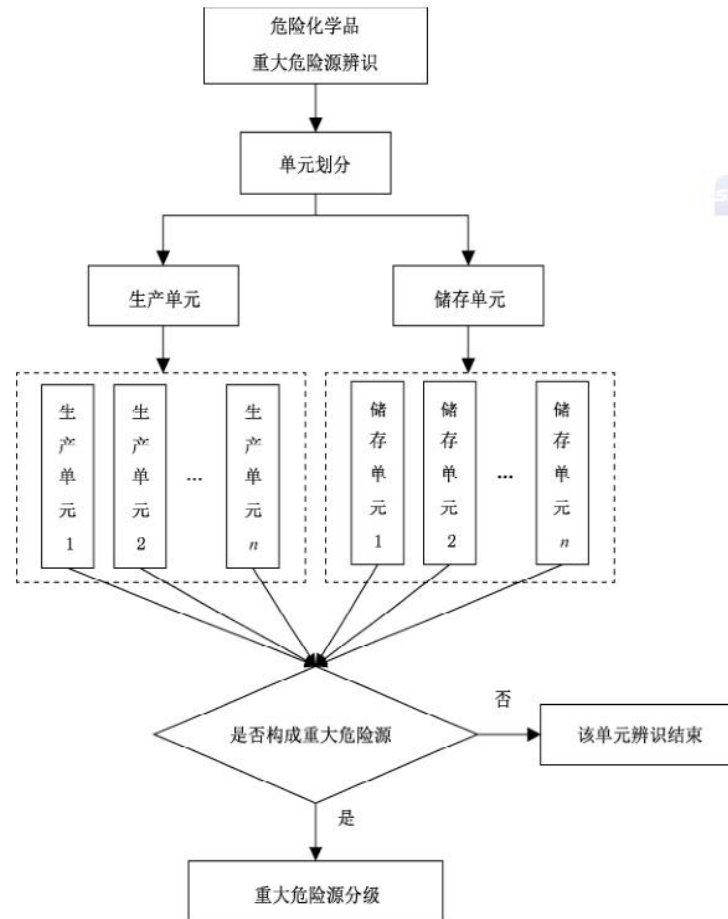 危险化学品
重大危险源辨识
单元划分
生产单元
储存单元
生产单元1
生产单元2
…
生产单元n
储存单元1
储存单元2
…
储存单元n
是否构成重大危险源
否
该单元辨识结束
是
重大危险源分级